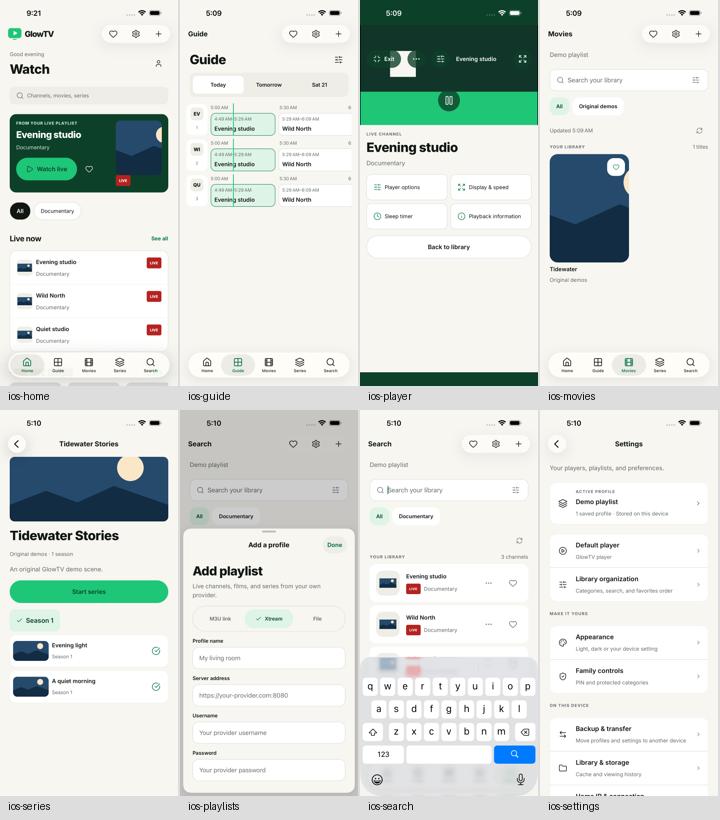 9:21
GlowTV
Good evening
Watch
Channels, movies, series
FROM YOUR LIVE PLAYLIST
Evening studio
Documentary
Watch live
LIVE
All
Documentary
Live now
See all
Evening studio
Documentary
LIVE
Wild North
Documentary
LIVE
Quiet studio
Documentary
LIVE
Home
Guide
Movies
Series
Search
ios-home
5:09
Guide
Guide
Today
Tomorrow
Sat 21
5:00 AM
5:30 AM
6
EV
1
4:49 AM-5:29 AM
Evening studio
5:29 AM-6:09 AM
Wild North
5:00 AM
5:30 AM
6
WI
4:49 AM-5:29 AM
Evening studio
5:29 AM-6:09 AM
Wild North
5:00 AM
5:30 AM
6
QU
4:49 AM-5:29 AM
Evening studio
5:29 AM-6:09 AM
Wild North
Home
Guide
Movies
Series
Search
ios-guide
5:09
Exit
Evening studio
LIVE CHANNEL
Evening studio
Documentary
Player options
Display & speed
Sleep timer
Playback information
Back to library
ios-player
5:09
Movies
Demo playlist
Search your library
All
Original demos
Updated 5:09 AM
YOUR LIBRARY
1 titles
Tidewater
Original demos
Home
Guide
Movies
Series
Search
ios-movies
5:10
Tidewater Stories
Tidewater Stories
Original demos · 1 season
An original GlowTV demo scene.
Start series
Season 1
Evening light
Season 1
A quiet morning
Season 1
ios-series
5:10
Search
Demo playlist
Search your library
All
Documentary
Add a profile
Done
Add playlist
Live channels, films, and series from your own
provider.
M3U link
Xtream
File
Profile name
My living room
Server address
https://your-provider.com:8080
Username
Your provider username
Password
Your provider password
ios-playlists
5:10
Search
Demo playlist
Search your library
All
Documentary
YOUR LIBRARY
3 channels
Evening studio
LIVE
Documentary
Wild North
LIVE
Documentary
q w e r t y u i o p
a s d f g h j k l
z x c v b n m
123
ios-search
5:10
Settings
Your players, playlists, and preferences.
ACTIVE PROFILE
Demo playlist
1 saved profile · Stored on this device
Default player
GlowTV player
Library organization
Categories, search, and favorites order
MAKE IT YOURS
Appearance
Light, dark or your device setting
Family controls
PIN and protected categories
ON THIS DEVICE
Backup & transfer
Move profiles and settings to another device
Library & storage
Cache and viewing history
ios-settings